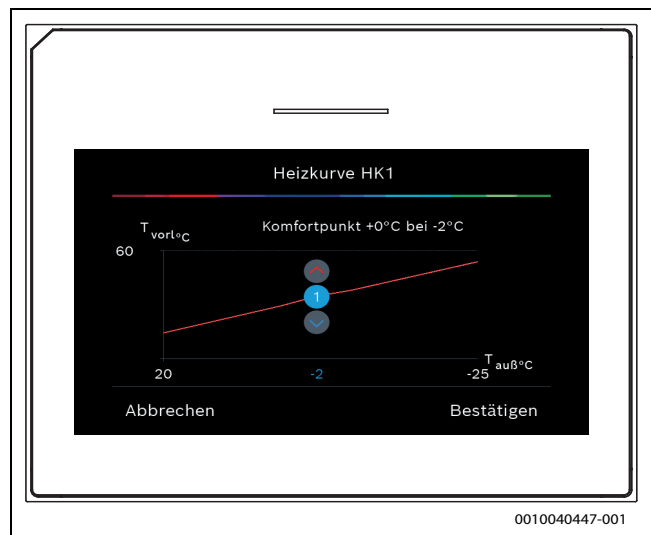 Heizkurve HK1
T vorl°C
Komfortpunkt +0°C bei -2°C
60
1
T auß°C
20 -2 -25
Abbrechen Bestätigen
0010040447-001